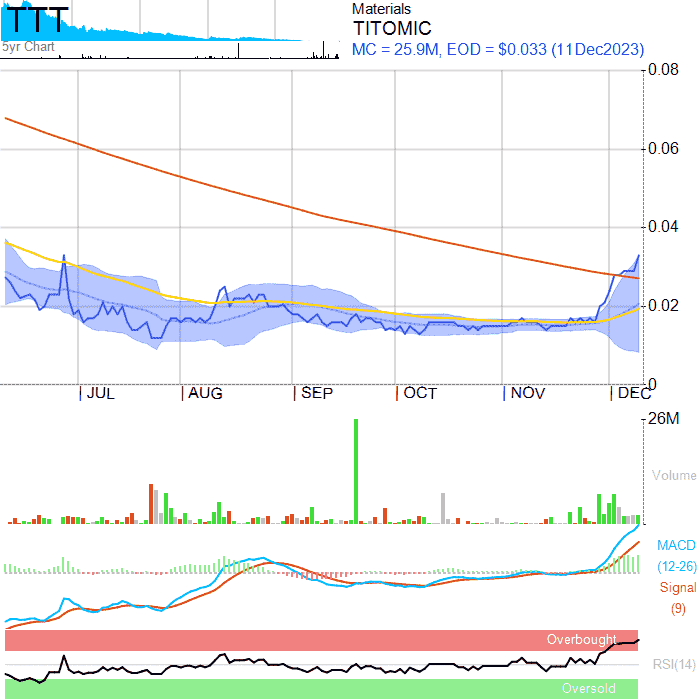 TTT
5yr Chart
Materials
TITOMIC
MC = 25.9M, EOD = $0.033 (11Dec2023)
0.08
0.06
0.04
0.02
0
JUL AUG SEP OCT NOV DEC
26M
Volume
MACD
(12-26)
Signal
(9)
Overbought
RSI(14)
Oversold